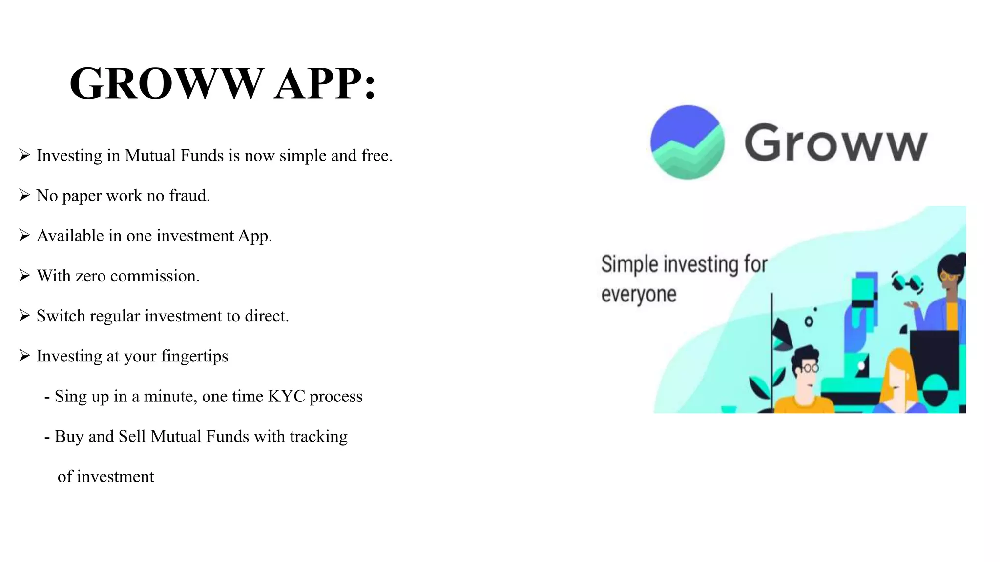 GROWW APP:
➢ Investing in Mutual Funds is now simple and free.
➢ No paper work no fraud.
➢ Available in one investment App.
➢ With zero commission.
➢ Switch regular investment to direct.
➢ Investing at your fingertips
- Sing up in a minute, one time KYC process
- Buy and Sell Mutual Funds with tracking
of investment
Groww
Simple investing for
everyone